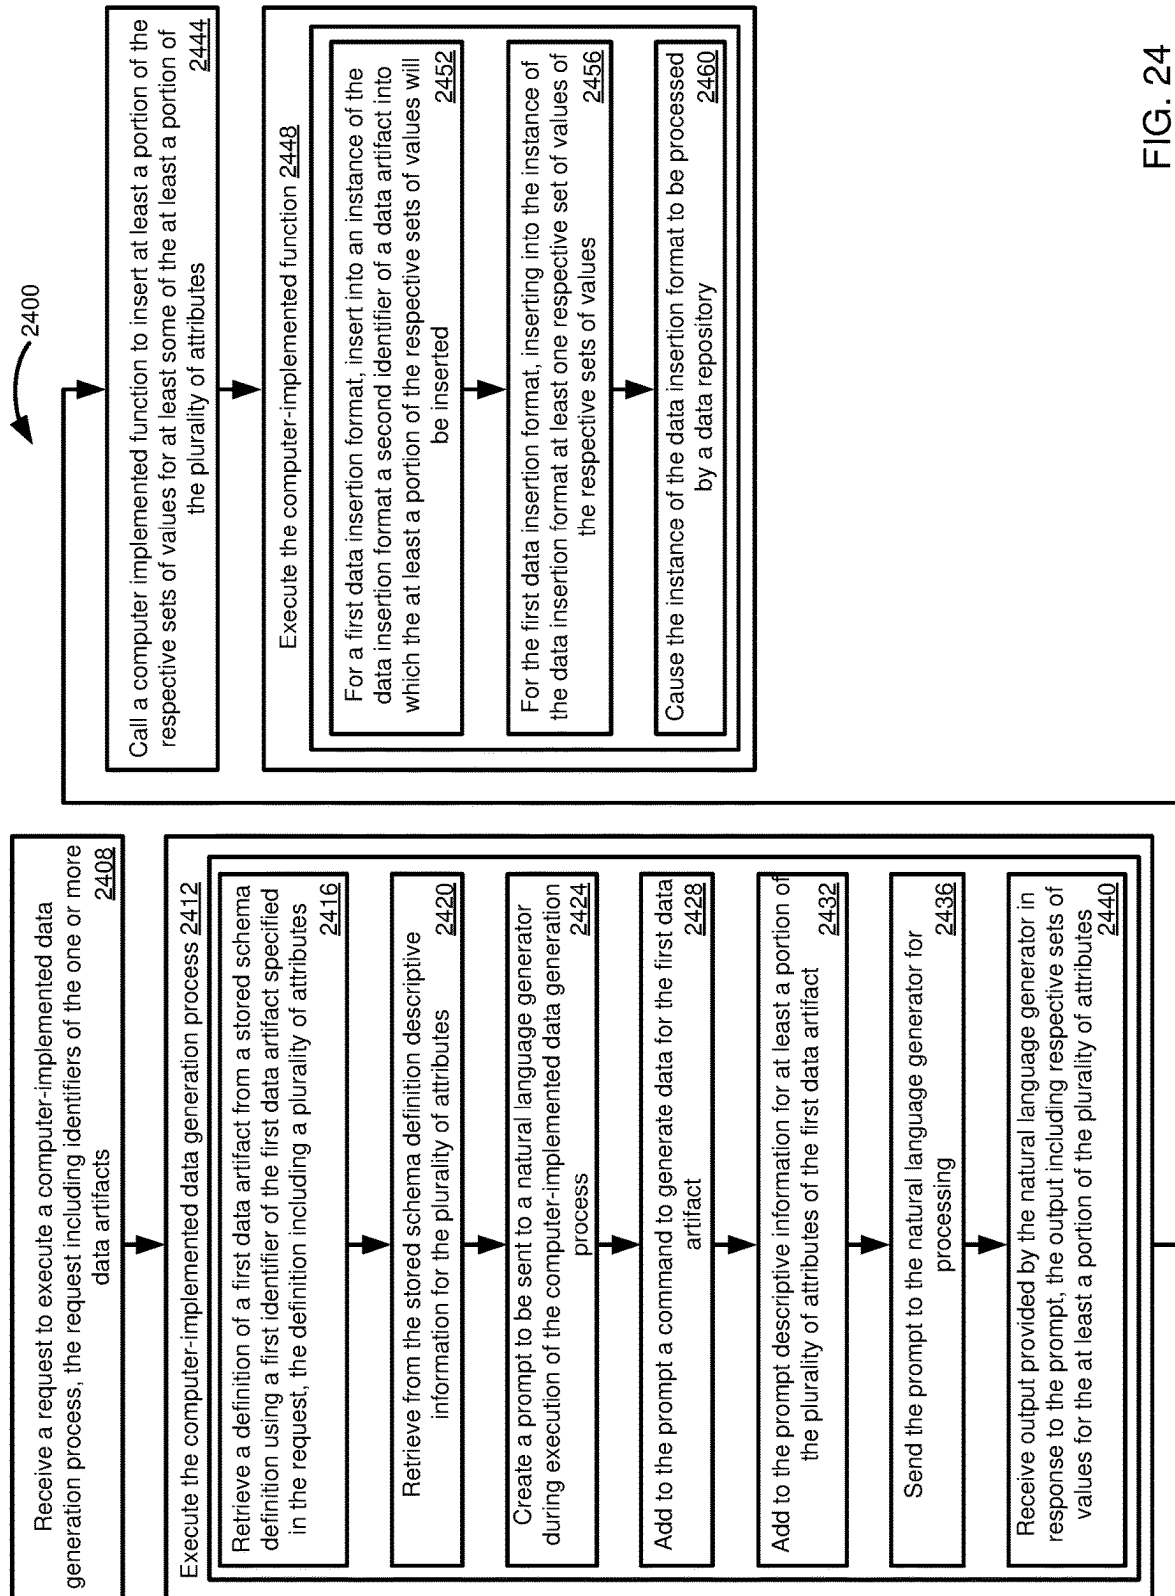 2400
Receive a request to execute a computer-implemented data
generation process, the request including identifiers of the one or more
data artifacts
2408
Execute the computer-implemented data generation process 2412
Retrieve a definition of a first data artifact from a stored schema
definition using a first identifier of the first data artifact specified
in the request, the definition including a plurality of attributes
2416
Retrieve from the stored schema definition descriptive
information for the plurality of attributes
2420
Create a prompt to be sent to a natural language generator
during execution of the computer-implemented data generation
process
2424
Add to the prompt a command to generate data for the first data
artifact
2428
Add to the prompt descriptive information for at least a portion of
the plurality of attributes of the first data artifact
2432
Send the prompt to the natural language generator for
processing
2436
Receive output provided by the natural language generator in
response to the prompt, the output including respective sets of
values for the at least a portion of the plurality of attributes
2440
Call a computer implemented function to insert at least a portion of the
respective sets of values for at least some of the at least a portion of
the plurality of attributes
2444
Execute the computer-implemented function 2448
For a first data insertion format, insert into an instance of the
data insertion format a second identifier of a data artifact into
which the at least a portion of the respective sets of values will
be inserted
2452
For the first data insertion format, inserting into the instance of
the data insertion format at least one respective set of values of
the respective sets of values
2456
Cause the instance of the data insertion format to be processed
by a data repository
2460
FIG. 24